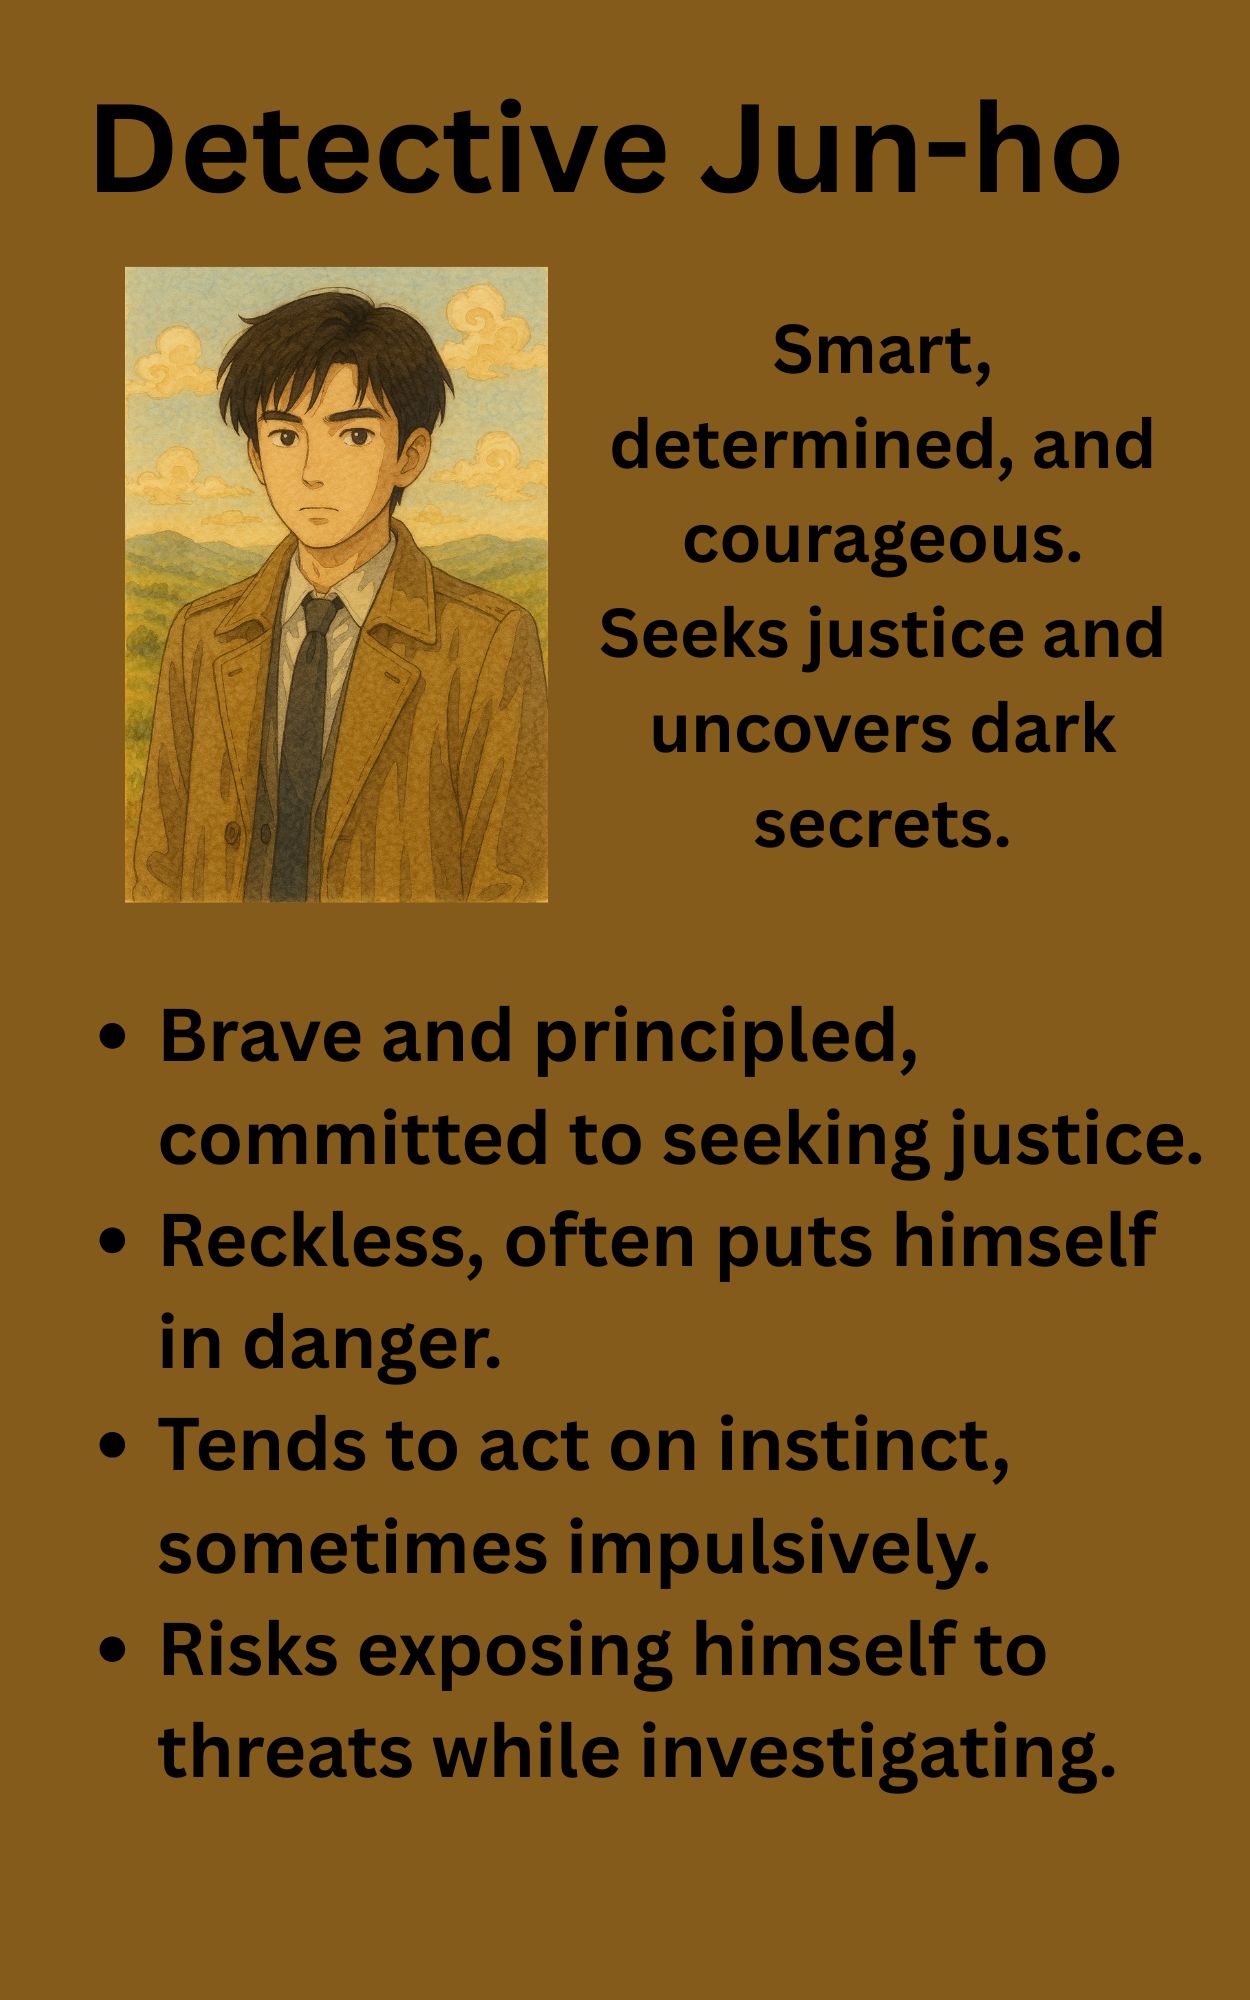 Detective Jun-ho
Smart,
determined, and
courageous.
Seeks justice and
uncovers dark
secrets.
• Brave and principled,
committed to seeking justice.
• Reckless, often puts himself
in danger.
• Tends to act on instinct,
sometimes impulsively.
• Risks exposing himself to
threats while investigating.